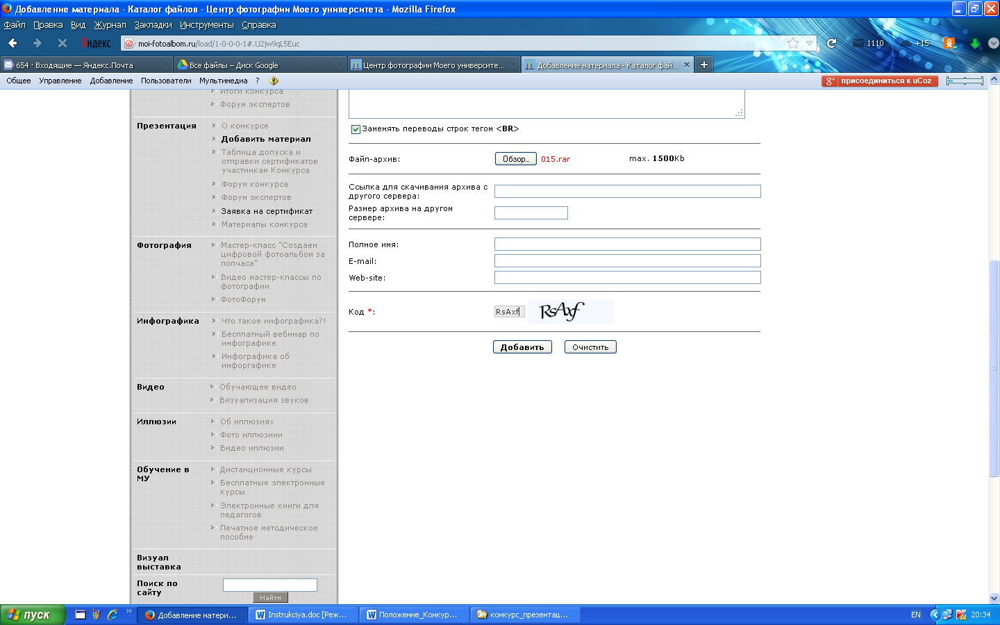 Добавление материала - Каталог файлов - Центр фотографии Моего университета - Mozilla Firefox
Файл Правка Вид Журнал Закладки Инструменты Справка
Яндекс moi-fotoalbom.ru/load/1-0-0-0-1#.U2jw9qL5Euc 1110 +15
654 · Входящие — Яндекс.Почта Все файлы – Диск Google Центр фотографии Моего университе... Добавление материала - Каталог фай...
Общее Управление Добавление Пользователи Мультимедиа ? присоединиться к uCoz
Итоги конкурса
Форум экспертов
Презентация
О конкурсе
Добавить материал
Таблица допуска и
отправки сертификатов
участникам Конкурса
Форум конкурса
Форум экспертов
Заявка на сертификат
Материалы конкурса
Фотография
Мастер-класс "Создаем
цифровой фотоальбом за
полчаса"
Видео мастер-классы по
фотографии
ФотоФорум
Инфографика
Что такое инфографика?!
Бесплатный вебинар по
инфографике
Инфографика об
инфоргафике
Видео
Обучающее видео
Визуализация звуков
Иллюзии
Об иллюзиях
Фото иллюзиии
Видео иллюзии
Обучение в
МУ
Дистанционные курсы
Бесплатные электронные
курсы
Электронные книги для
педагогов
Печатное методическое
пособие
Визуал
выставка
Поиск по
сайту
Найти
Заменять переводы строк тегом <BR>
Файл-архив: Обзор... 015.rar max. 1500Kb
Ссылка для скачивания архива с
другого сервера:
Размер архива на другом
сервере:
Полное имя:
E-mail:
Web-site:
Код *: RsAxf RsAxf
Добавить Очистить
пуск Добавление матери... Instrukciya.doc [Реж... Положение_Конкур... конкурс_презентац... EN 20:34